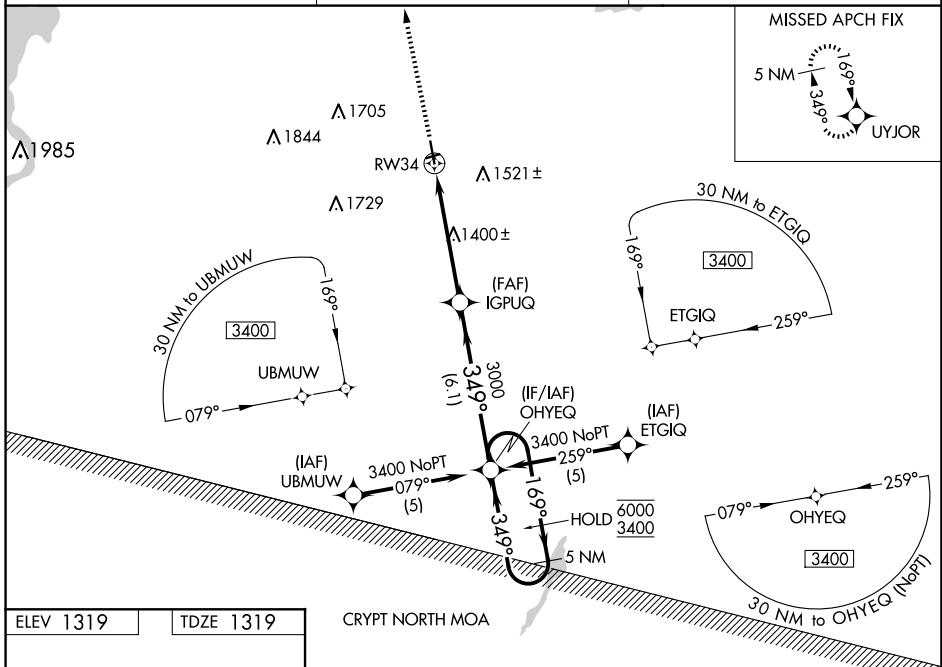 MISSED APCH FIX
5 NM
169°
349°
UYJOR
1705
1844
1985
RW34
1521±
1729
1400±
30 NM to UBMUW
169°
3400
UBMUW
079°
30 NM to ETGIQ
169°
3400
ETGIQ
259°
(FAF)
IGPUQ
3000
349°
(6.1)
(IF/IAF)
OHYEQ
(IAF)
ETGIQ
3400 NoPT
259°
(5)
(IAF)
UBMUW
3400 NoPT
079°
(5)
169°
349°
HOLD
6000
3400
5 NM
079°
259°
OHYEQ
3400
30 NM to OHYEQ (NoPT)
ELEV 1319
TDZE 1319
CRYPT NORTH MOA